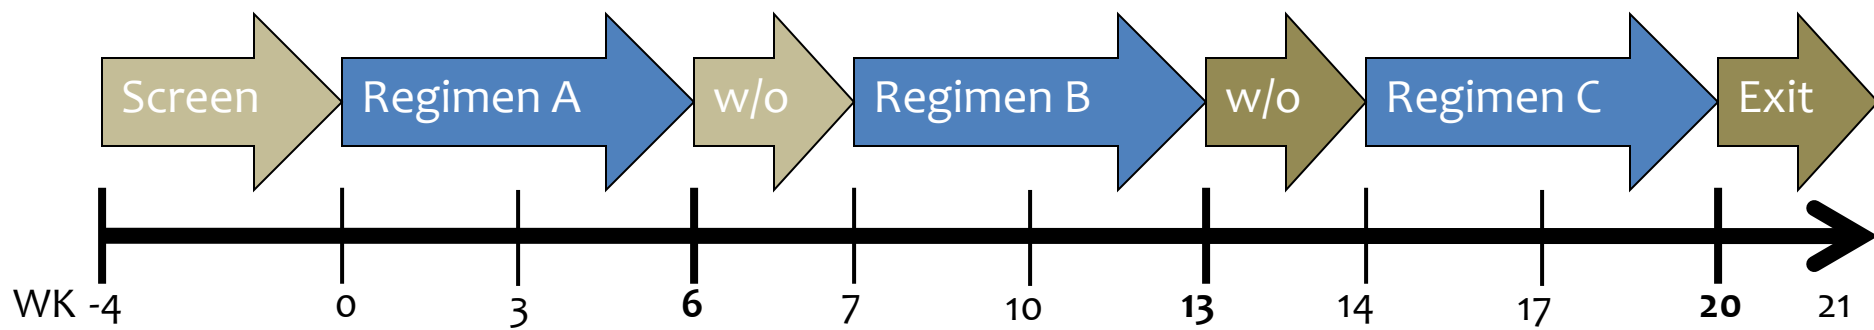 Screen Regimen A w/o Regimen B w/o Regimen C Exit
WK -4 0 3 6 7 10 13 14 17 20 21